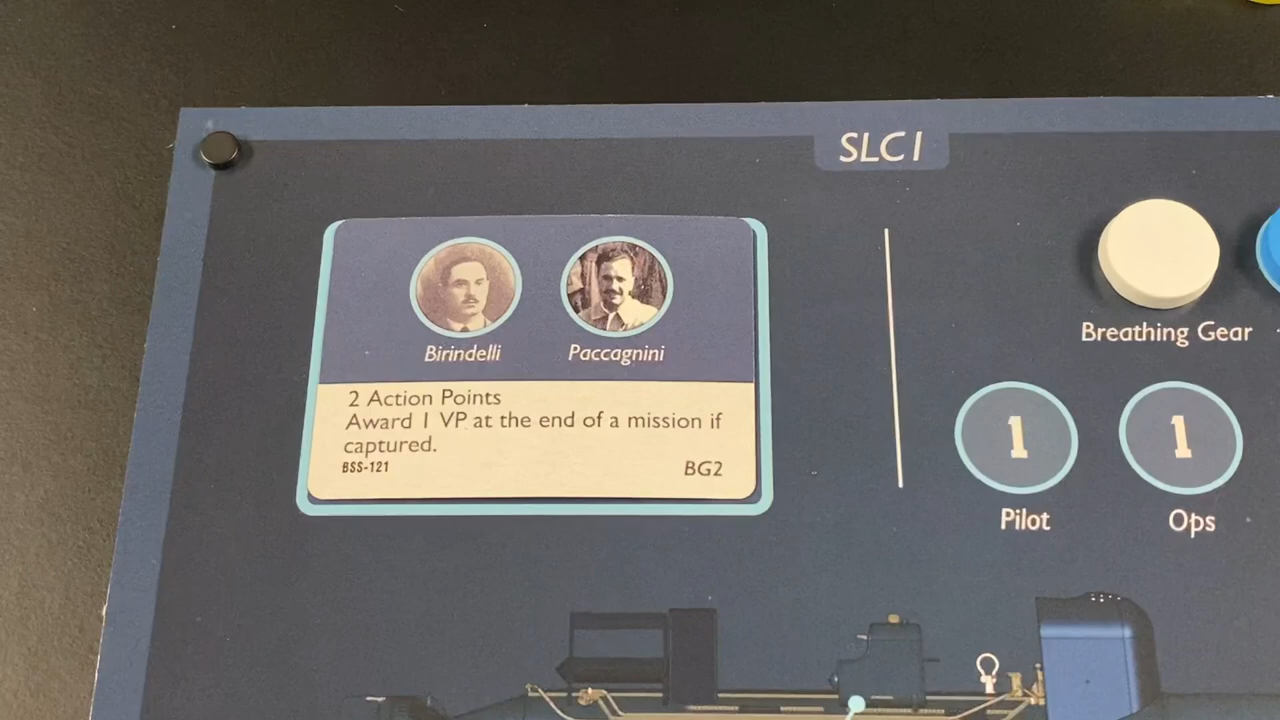 SLC1
Birindelli Paccagnini
2 Action Points
Award 1 VP at the end of a mission if
captured.
BSS-121 BG2
Breathing Gear
1 1
Pilot Ops